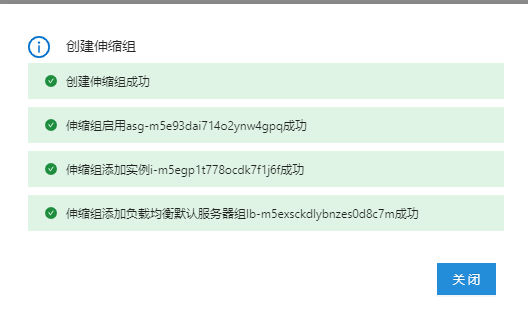 创建伸缩组
创建伸缩组成功
伸缩组启用asg-m5e93dai714o2ynw4gpq成功
伸缩组添加实例i-m5egp1t778ocdk7f1j6f成功
伸缩组添加负载均衡默认服务器组lb-m5exsckdlybnzes0d8c7m成功
关闭